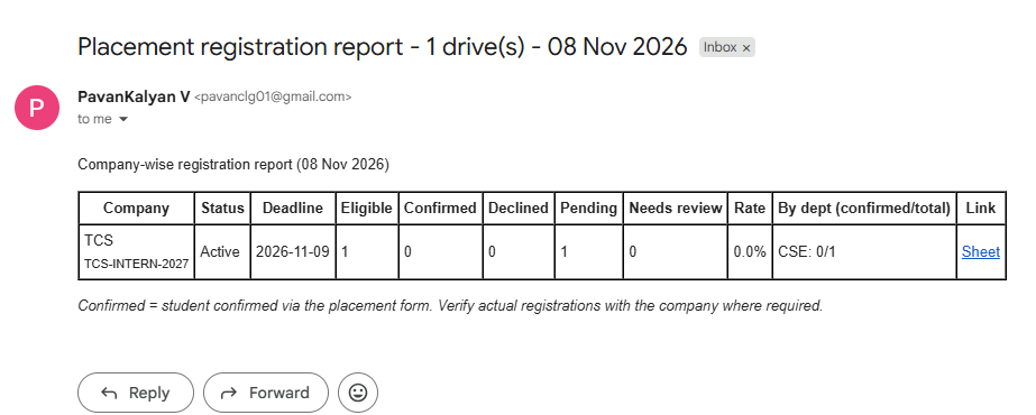 Placement registration report - 1 drive(s) - 08 Nov 2026 Inbox ×
P
PavanKalyan V <pavanclg01@gmail.com>
to me
Company-wise registration report (08 Nov 2026)
Company Status Deadline Eligible Confirmed Declined Pending Needs review Rate By dept (confirmed/total) Link
TCS
TCS-INTERN-2027 Active 2026-11-09 1 0 0 1 0 0.0% CSE: 0/1 Sheet
Confirmed = student confirmed via the placement form. Verify actual registrations with the company where required.
Reply Forward